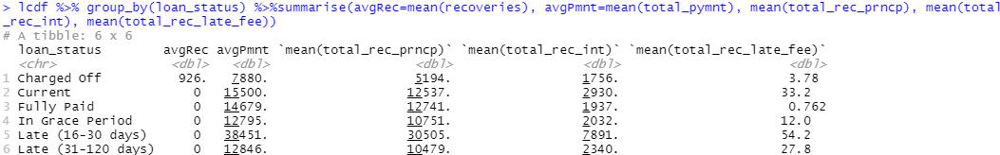 > lcdf %>% group_by(loan_status) %>%summarise(avgRec=mean(recoveries), avgPmnt=mean(total_pymnt), mean(total_rec_prncp), mean(total
_rec_int), mean(total_rec_late_fee))
# A tibble: 6 x 6
loan_status avgRec avgPmnt `mean(total_rec_prncp)` `mean(total_rec_int)` `mean(total_rec_late_fee)`
<chr> <dbl> <dbl> <dbl> <dbl> <dbl>
1 Charged Off 926. 7880. 5194. 1756. 3.78
2 Current 0 15500. 12537. 2930. 33.2
3 Fully Paid 0 14679. 12741. 1937. 0.762
4 In Grace Period 0 12795. 10751. 2032. 12.0
5 Late (16-30 days) 0 38451. 30505. 7891. 54.2
6 Late (31-120 days) 0 12846. 10479. 2340. 27.8